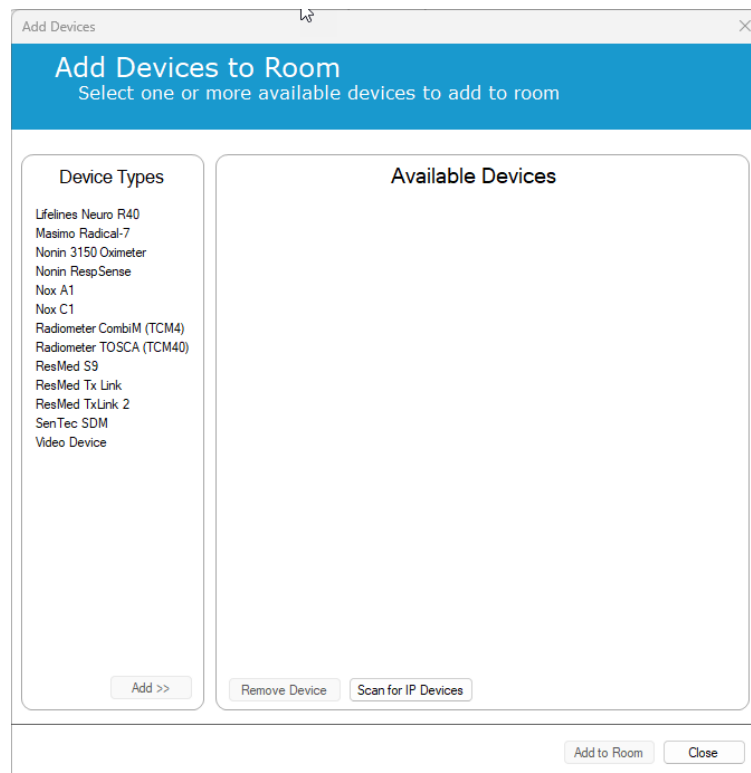 Add Devices
Add Devices to Room
Select one or more available devices to add to room
Device Types
Lifelines Neuro R40
Masimo Radical-7
Nonin 3150 Oximeter
Nonin RespSense
Nox A1
Nox C1
Radiometer CombiM (TCM4)
Radiometer TOSCA (TCM40)
ResMed S9
ResMed Tx Link
ResMed TxLink 2
SenTec SDM
Video Device
Add >>
Available Devices
Remove Device
Scan for IP Devices
Add to Room
Close